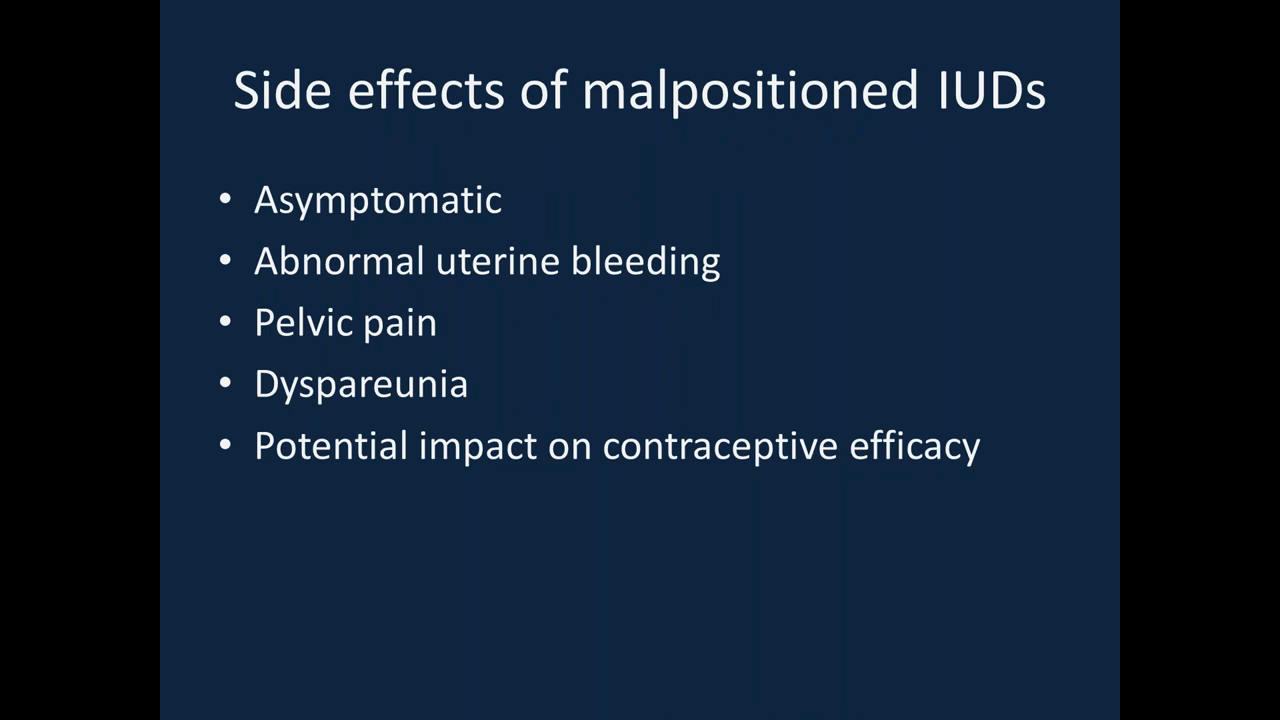 Side effects of malpositioned IUDs
• Asymptomatic
• Abnormal uterine bleeding
• Pelvic pain
• Dyspareunia
• Potential impact on contraceptive efficacy